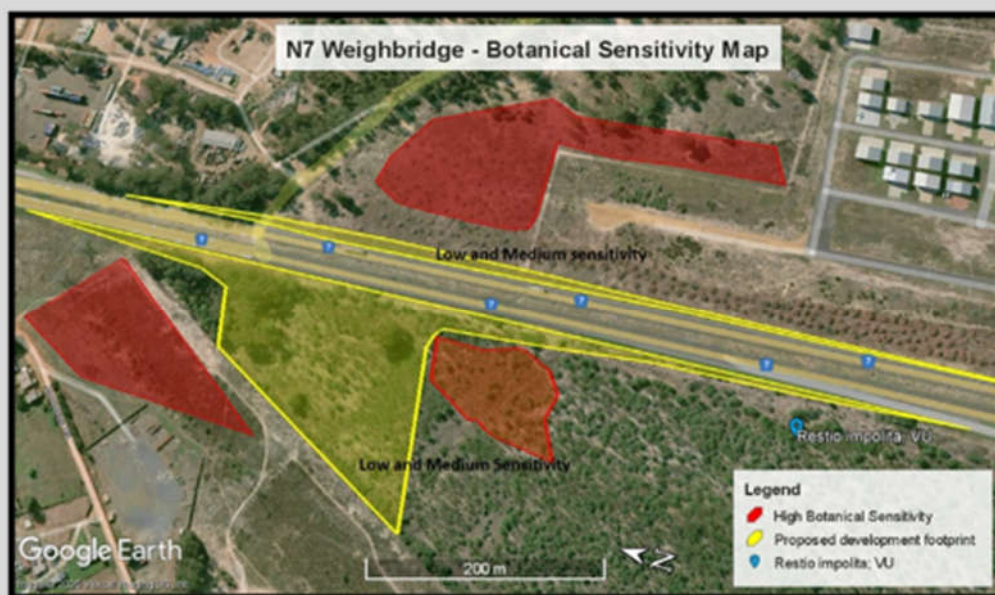 N7 Weighbridge - Botanical Sensitivity Map
Low and Medium sensitivity
Restio impolita; VU
Low and Medium Sensitivity
Legend
High Botanical Sensitivity
Proposed development footprint
Restio impolita; VU
Google Earth
200 m
N